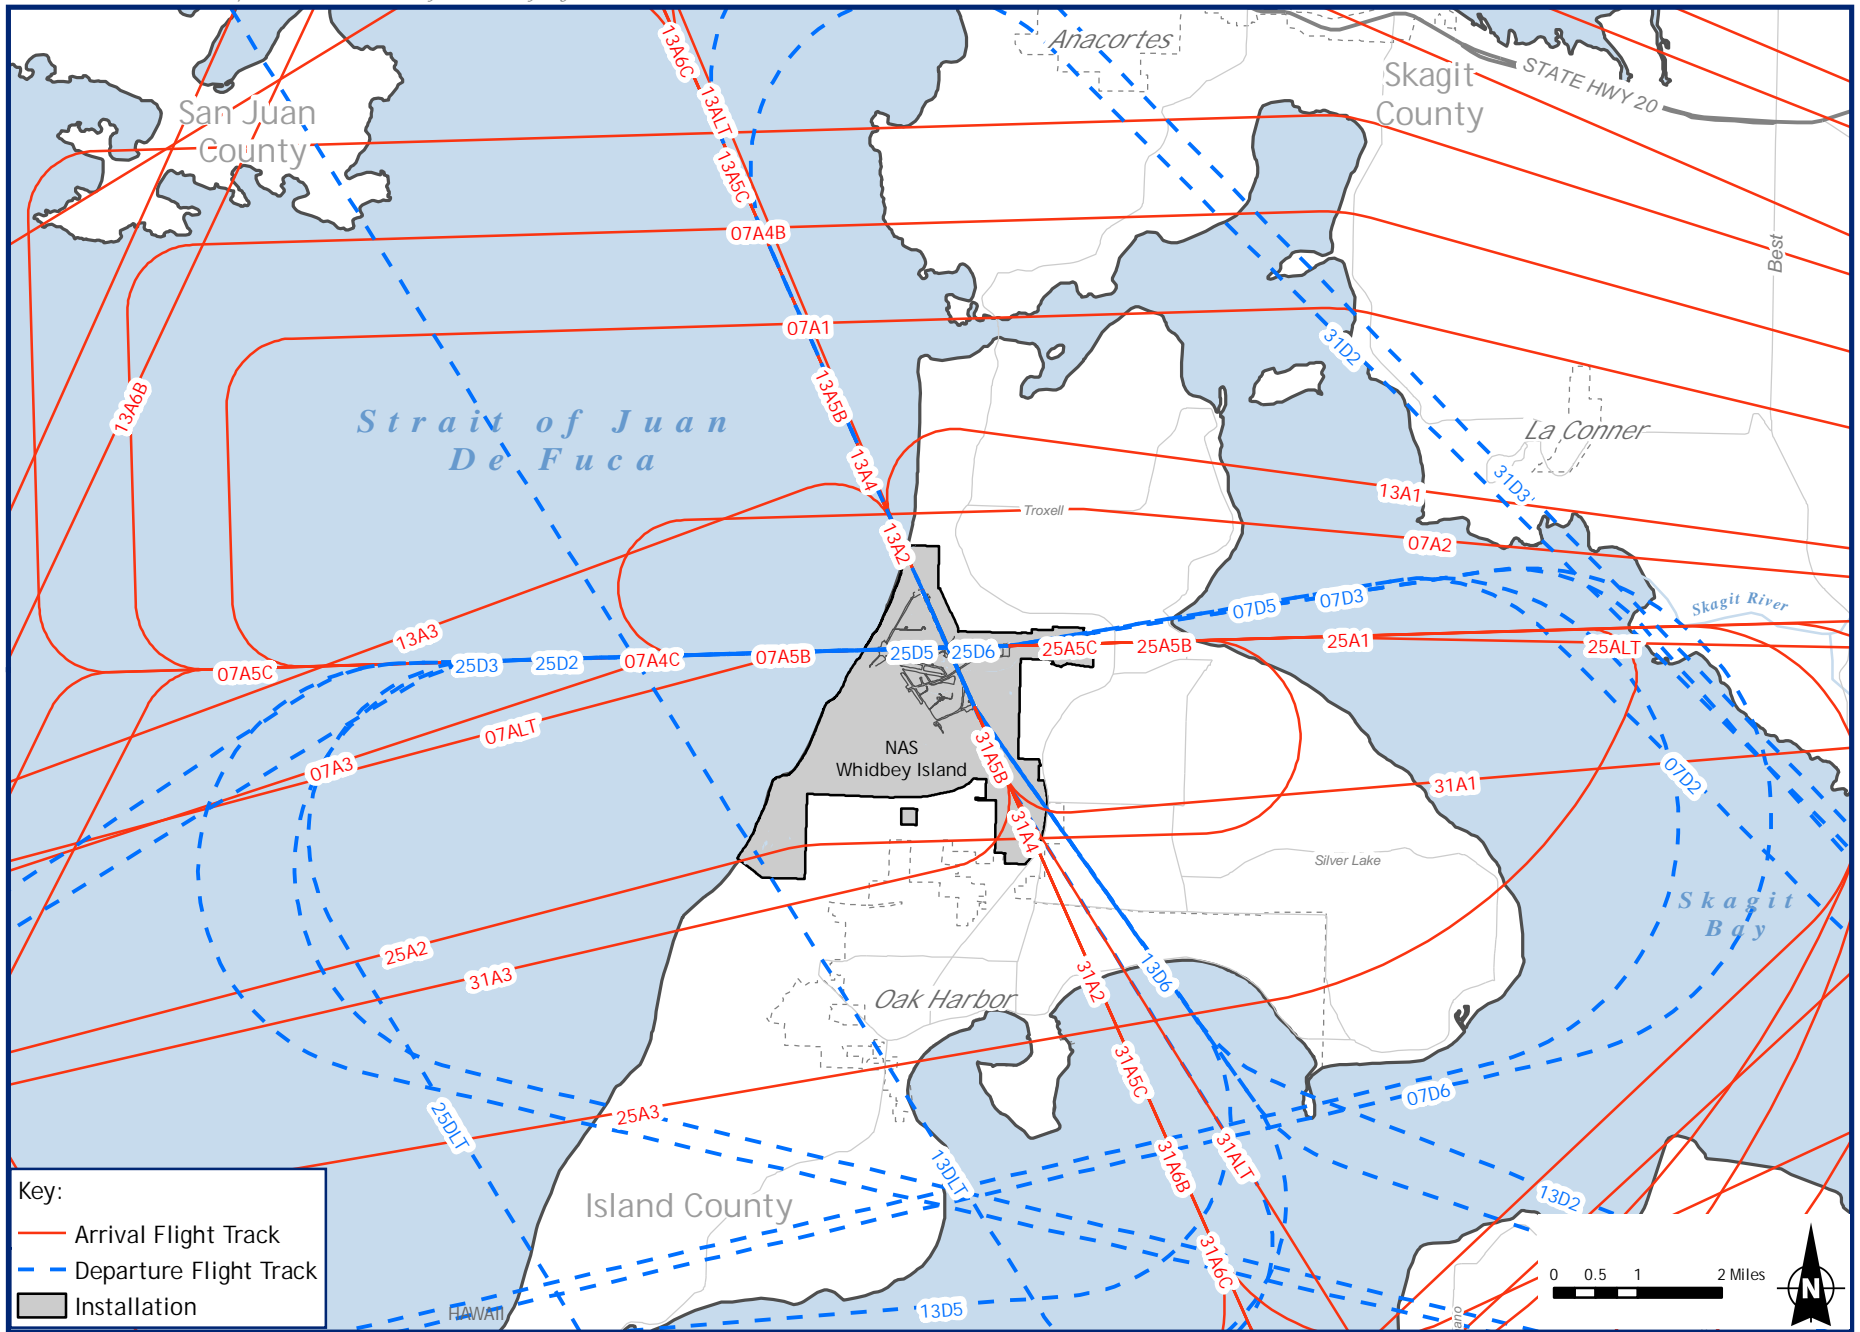 Anacortes
13A6C
San Juan
County
Skagit
County
STATE HWY 20
13ALT
13A5C
07A4B
Best
07A1
31D2
13A6B
13A5B
Strait of Juan
De Fuca
La Conner
13A4
31D3
13A1
Troxell
13A2
07A2
07D5
07D3
Skagit River
13A3
07A5C
25D3
25D2
07A4C
07A5B
25D5
25D6
25A5C
25A5B
25A1
25ALT
07ALT
07A3
NAS
Whidbey Island
31A5B
07D2
31A1
31A4
Silver Lake
Skagit
Bay
25A2
31A3
31A2
13D6
Oak Harbor
31A5C
07D6
25A3
25DLT
13DLT
31A6B
31ALT
13D2
Island County
31A6C
13D5
HAWAII
Key:
Arrival Flight Track
Departure Flight Track
Installation
0 0.5 1 2 Miles
N
ano